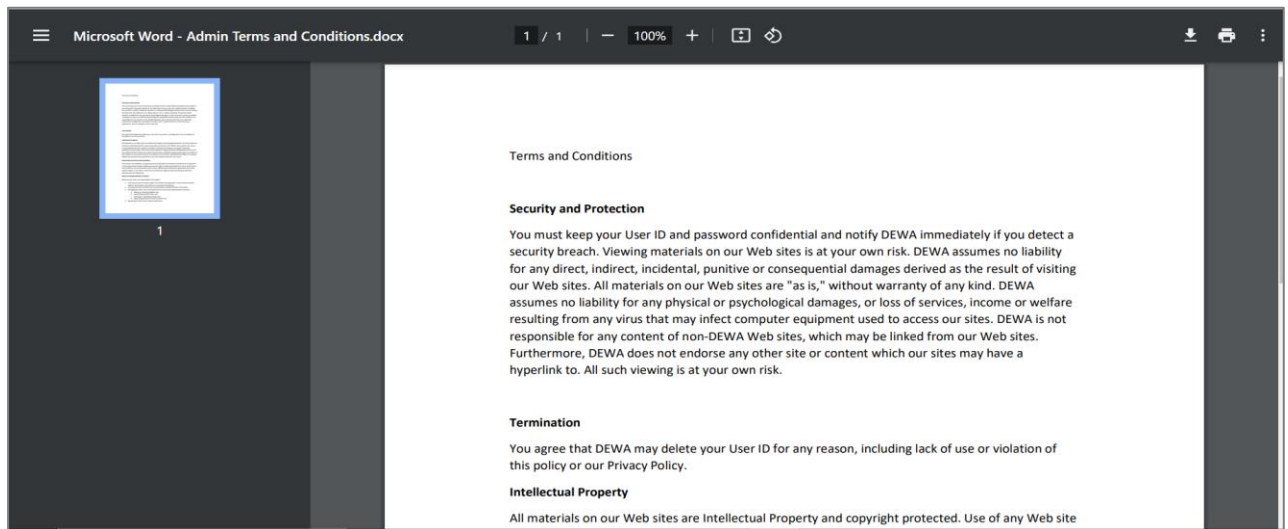 Microsoft Word - Admin Terms and Conditions.docx
1 / 1
100%
1
Terms and Conditions
Security and Protection
You must keep your User ID and password confidential and notify DEWA immediately if you detect a
security breach. Viewing materials on our Web sites is at your own risk. DEWA assumes no liability
for any direct, indirect, incidental, punitive or consequential damages derived as the result of visiting
our Web sites. All materials on our Web sites are "as is," without warranty of any kind. DEWA
assumes no liability for any physical or psychological damages, or loss of services, income or welfare
resulting from any virus that may infect computer equipment used to access our sites. DEWA is not
responsible for any content of non-DEWA Web sites, which may be linked from our Web sites.
Furthermore, DEWA does not endorse any other site or content which our sites may have a
hyperlink to. All such viewing is at your own risk.
Termination
You agree that DEWA may delete your User ID for any reason, including lack of use or violation of
this policy or our Privacy Policy.
Intellectual Property
All materials on our Web sites are Intellectual Property and copyright protected. Use of any Web site